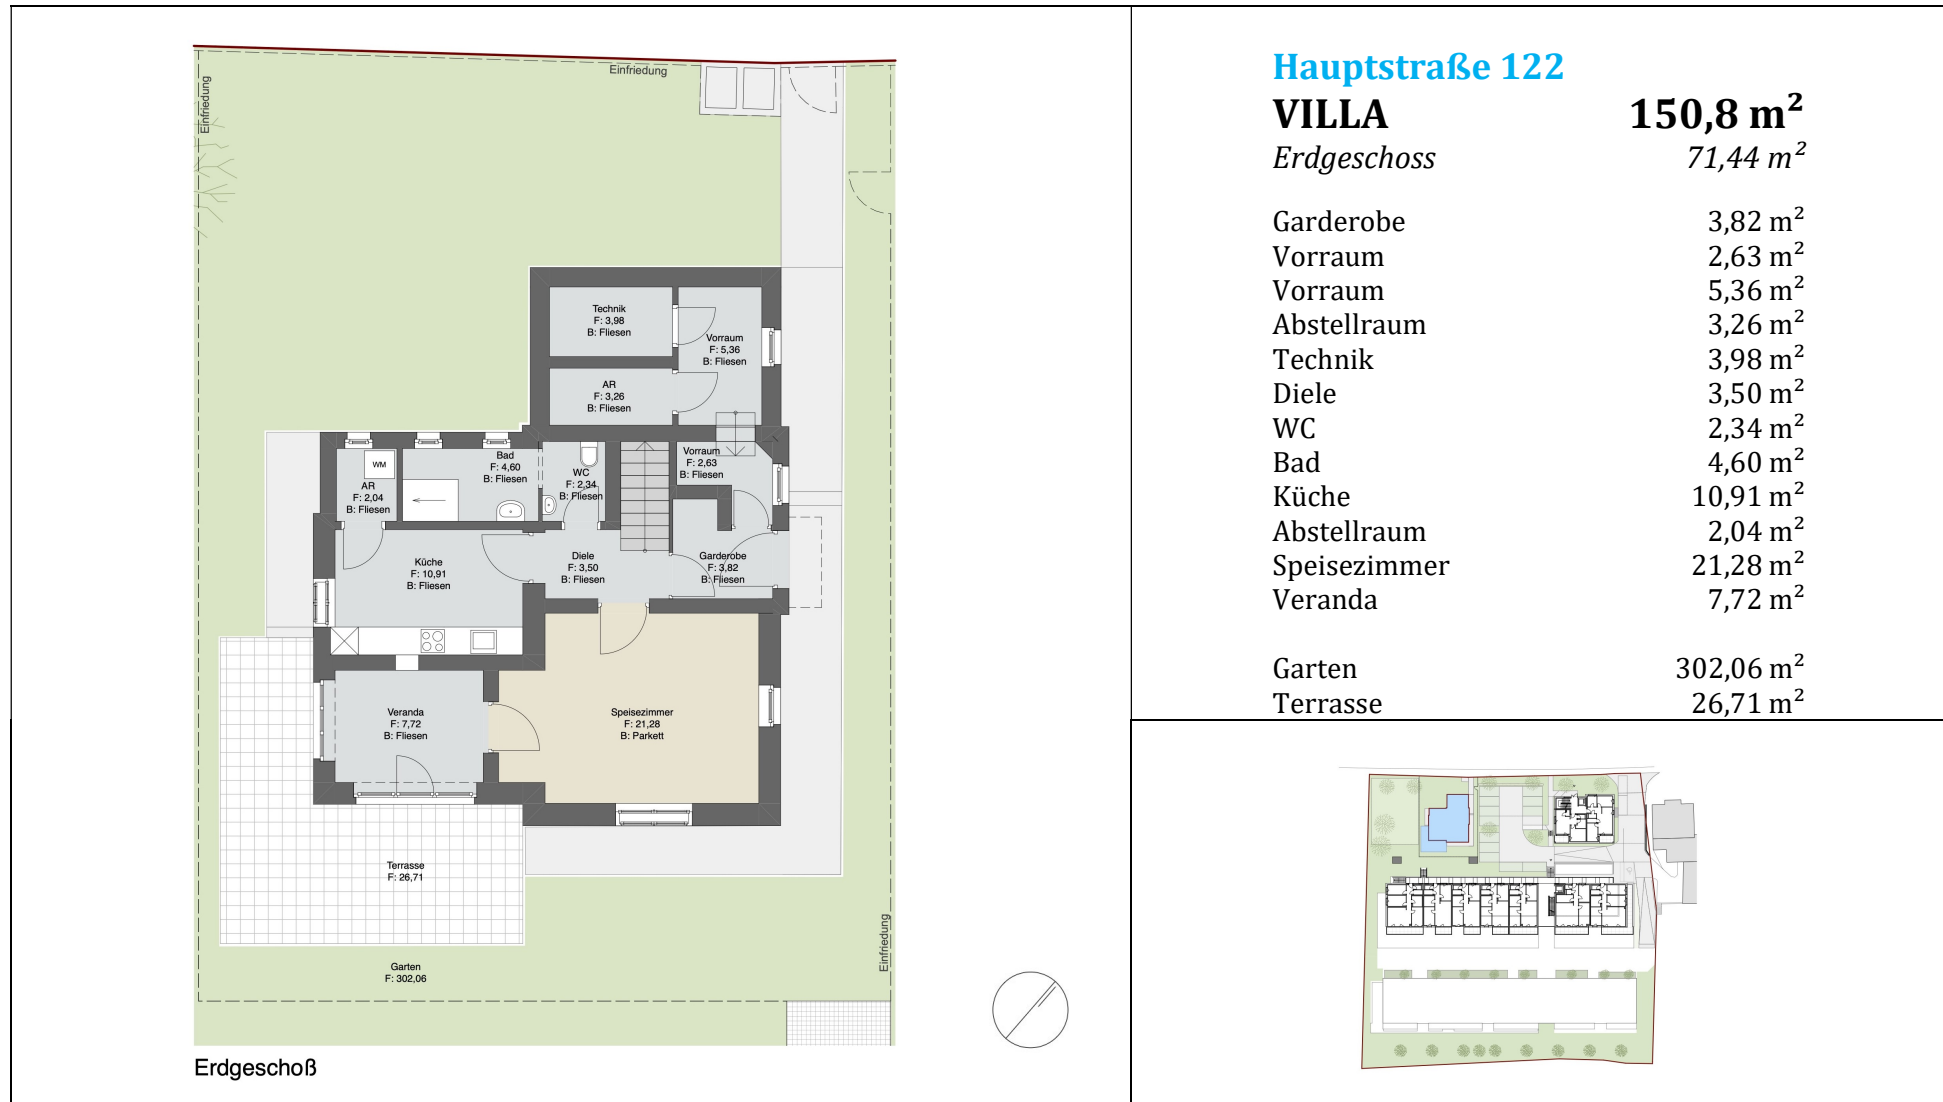 Einfriedung
Einfriedung
Technik
F: 3,98
B: Fliesen
Vorraum
F: 5,36
B: Fliesen
AR
F: 3,26
B: Fliesen
WM
AR
F: 2,04
B: Fliesen
Bad
F: 4,60
B: Fliesen
WC
F: 2,34
B: Fliesen
Vorraum
F: 2,63
B: Fliesen
Küche
F: 10,91
B: Fliesen
Diele
F: 3,50
B: Fliesen
Garderobe
F: 3,82
B: Fliesen
Veranda
F: 7,72
B: Fliesen
Speisezimmer
F: 21,28
B: Parkett
Terrasse
F: 26,71
Einfriedung
Garten
F: 302,06
Erdgeschoß
Hauptstraße 122
VILLA 150,8 m²
Erdgeschoss 71,44 m²
Garderobe 3,82 m²
Vorraum 2,63 m²
Vorraum 5,36 m²
Abstellraum 3,26 m²
Technik 3,98 m²
Diele 3,50 m²
WC 2,34 m²
Bad 4,60 m²
Küche 10,91 m²
Abstellraum 2,04 m²
Speisezimmer 21,28 m²
Veranda 7,72 m²
Garten 302,06 m²
Terrasse 26,71 m²